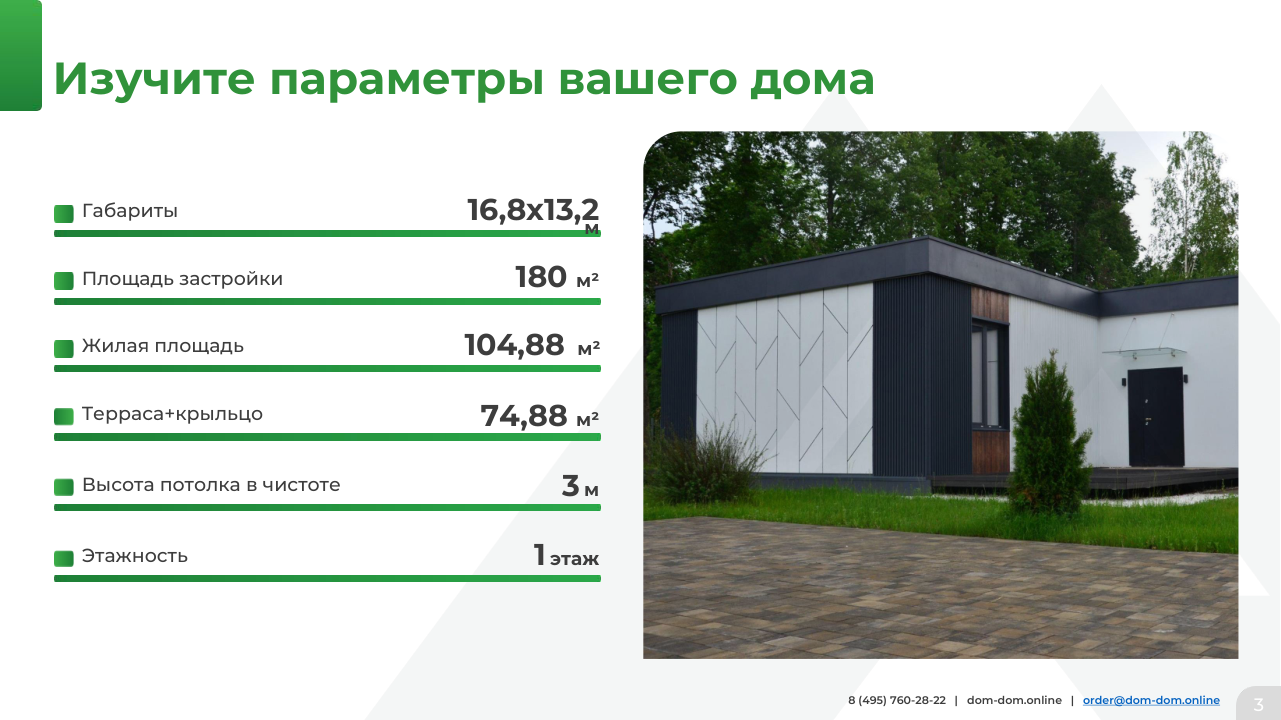 Изучите параметры вашего дома
Габариты 16,8х13,2
м
Площадь застройки 180 м²
Жилая площадь 104,88 м²
Терраса+крыльцо 74,88 м²
Высота потолка в чистоте 3 м
Этажность 1 этаж
8 (495) 760-28-22 | dom-dom.online | order@dom-dom.online
3